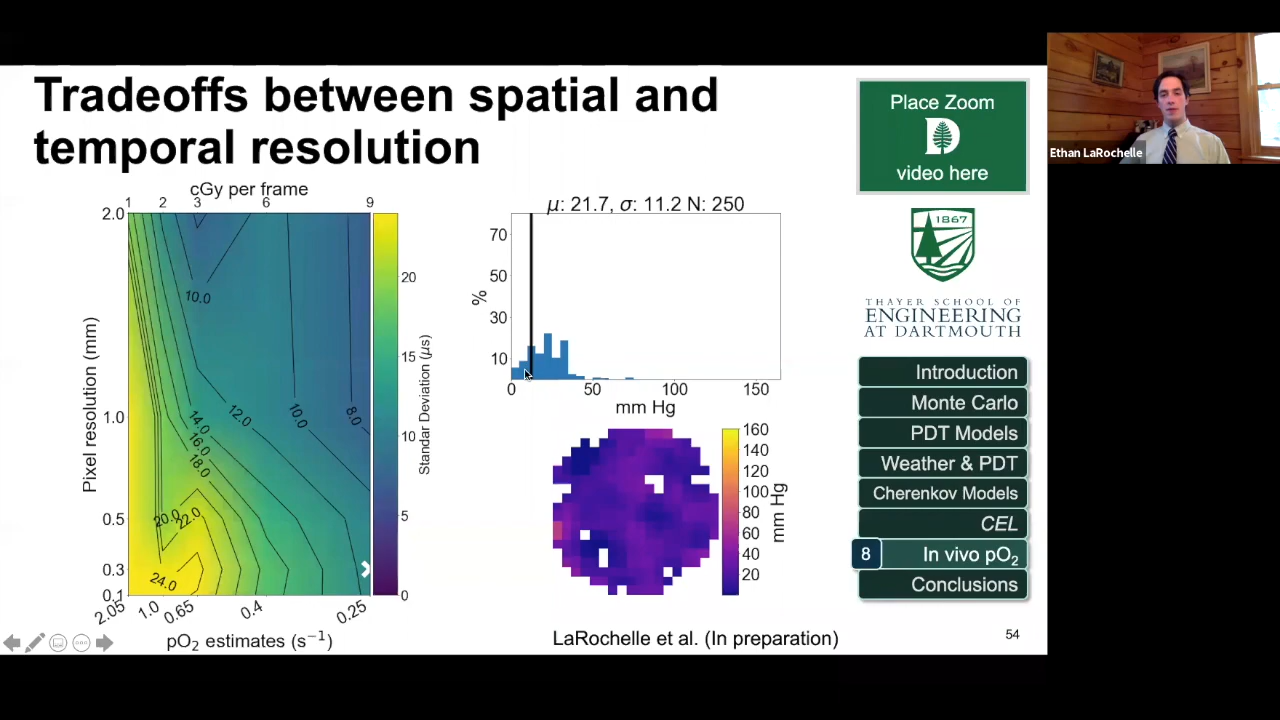 Tradeoffs between spatial and
temporal resolution
cGy per frame
1 2 3 6 9
2.0
1.0
0.5
0.3
0.1
Pixel resolution (mm)
10.0
14.0
16.0
18.0
12.0
10.0
8.0
20.0
22.0
24.0
2.05 1.0 0.65 0.4 0.25
pO₂ estimates (s⁻¹)
20
15
10
5
0
Standar Deviation (μs)
μ: 21.7, σ: 11.2 N: 250
70
50
30
10
%
0 50 100 150
mm Hg
160
140
120
100
80
60
40
20
mm Hg
LaRochelle et al. (In preparation)
Place Zoom
D
video here
1867
THAYER SCHOOL OF
ENGINEERING
AT DARTMOUTH
Introduction
Monte Carlo
PDT Models
Weather & PDT
Cherenkov Models
CEL
8 In vivo pO₂
Conclusions
54
Ethan LaRochelle